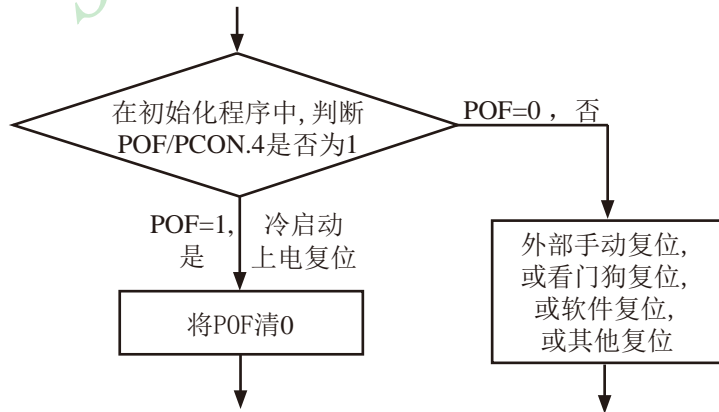 在初始化程序中,判断
POF/PCON.4是否为1
POF=0 ，否
POF=1,
是
冷启动
上电复位
外部手动复位,
或看门狗复位,
或软件复位,
或其他复位
将POF清0